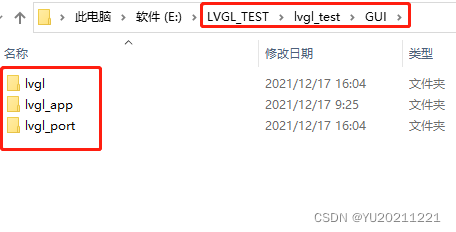 此电脑 > 软件 (E:) > LVGL_TEST > lvgl_test > GUI >
名称 修改日期 类型
lvgl 2021/12/17 16:04 文件夹
lvgl_app 2021/12/17 9:25 文件夹
lvgl_port 2021/12/17 16:04 文件夹
CSDN @YU20211221